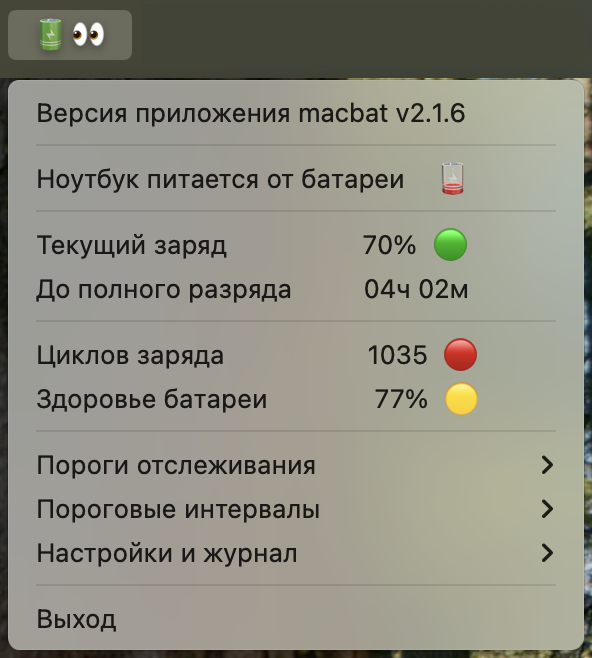 Версия приложения macbat v2.1.6
Ноутбук питается от батареи
Текущий заряд 70%
До полного разряда 04ч 02м
Циклов заряда 1035
Здоровье батареи 77%
Пороги отслеживания
Пороговые интервалы
Настройки и журнал
Выход